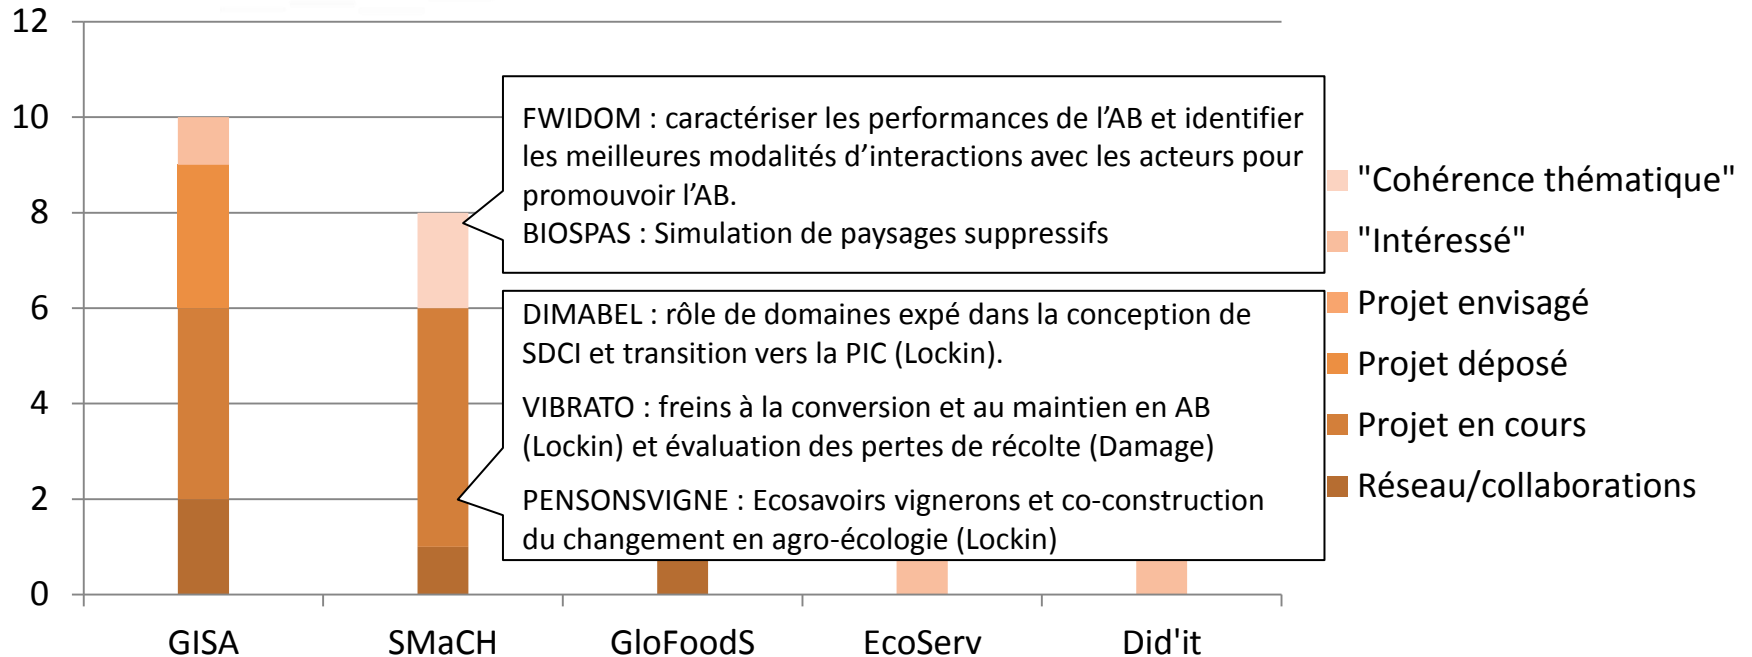 12
10
8
6
4
2
0
FWIDOM : caractériser les performances de l’AB et identifier
les meilleures modalités d’interactions avec les acteurs pour
promouvoir l’AB.
BIOSPAS : Simulation de paysages suppressifs
DIMABEL : rôle de domaines expé dans la conception de
SDCI et transition vers la PIC (Lockin).
VIBRATO : freins à la conversion et au maintien en AB
(Lockin) et évaluation des pertes de récolte (Damage)
PENSONSVIGNE : Ecosavoirs vignerons et co-construction
du changement en agro-écologie (Lockin)
GISA
SMaCH
GloFoodS
EcoServ
Did'it
"Cohérence thématique"
"Intéressé"
Projet envisagé
Projet déposé
Projet en cours
Réseau/collaborations